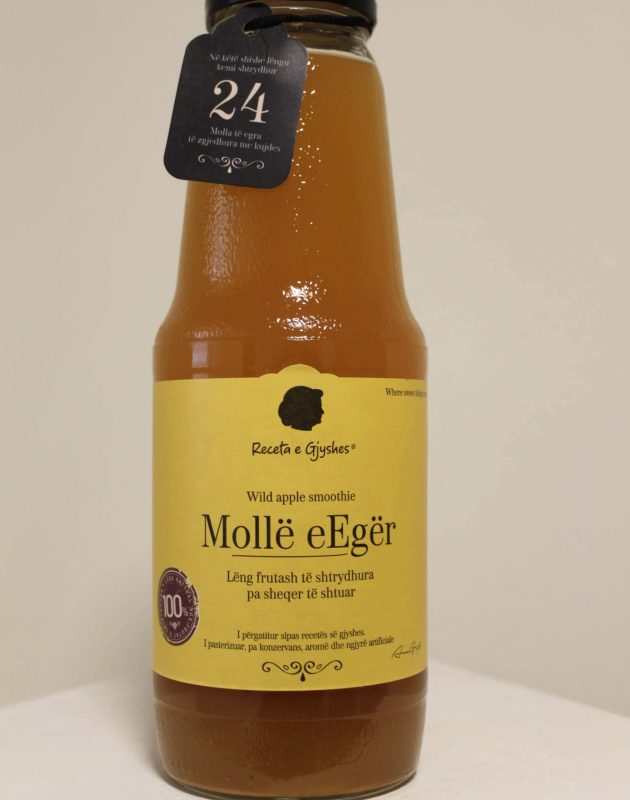 Në këtë shishe lëngu
kemi shtrydhur
24
Molla të egra
të zgjedhura me kujdes
Where sweet
Receta e Gjyshes®
Wild apple smoothie
Mollë eEgër
Lëng frutash të shtrydhura
pa sheqer të shtuar
100%
I përgatitur sipas recetës së gjyshes.
I pasterizuar, pa konzervans, aromë dhe ngjyrë artificiale